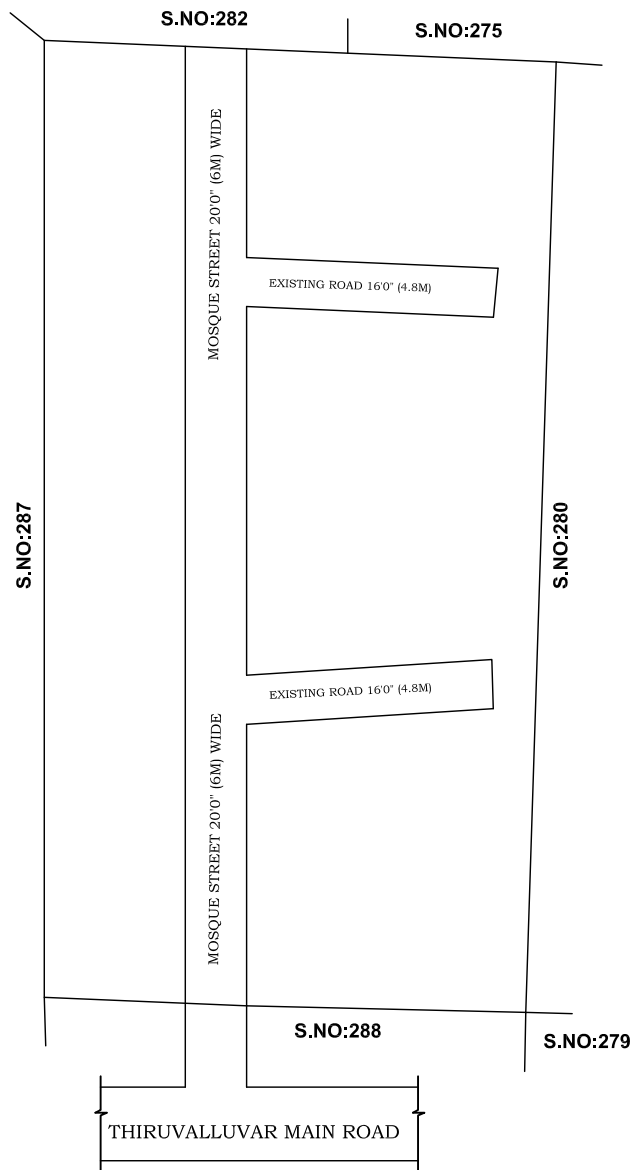 S.NO:282
S.NO:275
MOSQUE STREET 20'0" (6M) WIDE
EXISTING ROAD 16'0" (4.8M)
S.NO:287
S.NO:280
EXISTING ROAD 16'0" (4.8M)
MOSQUE STREET 20'0" (6M) WIDE
S.NO:288
S.NO:279
THIRUVALLUVAR MAIN ROAD